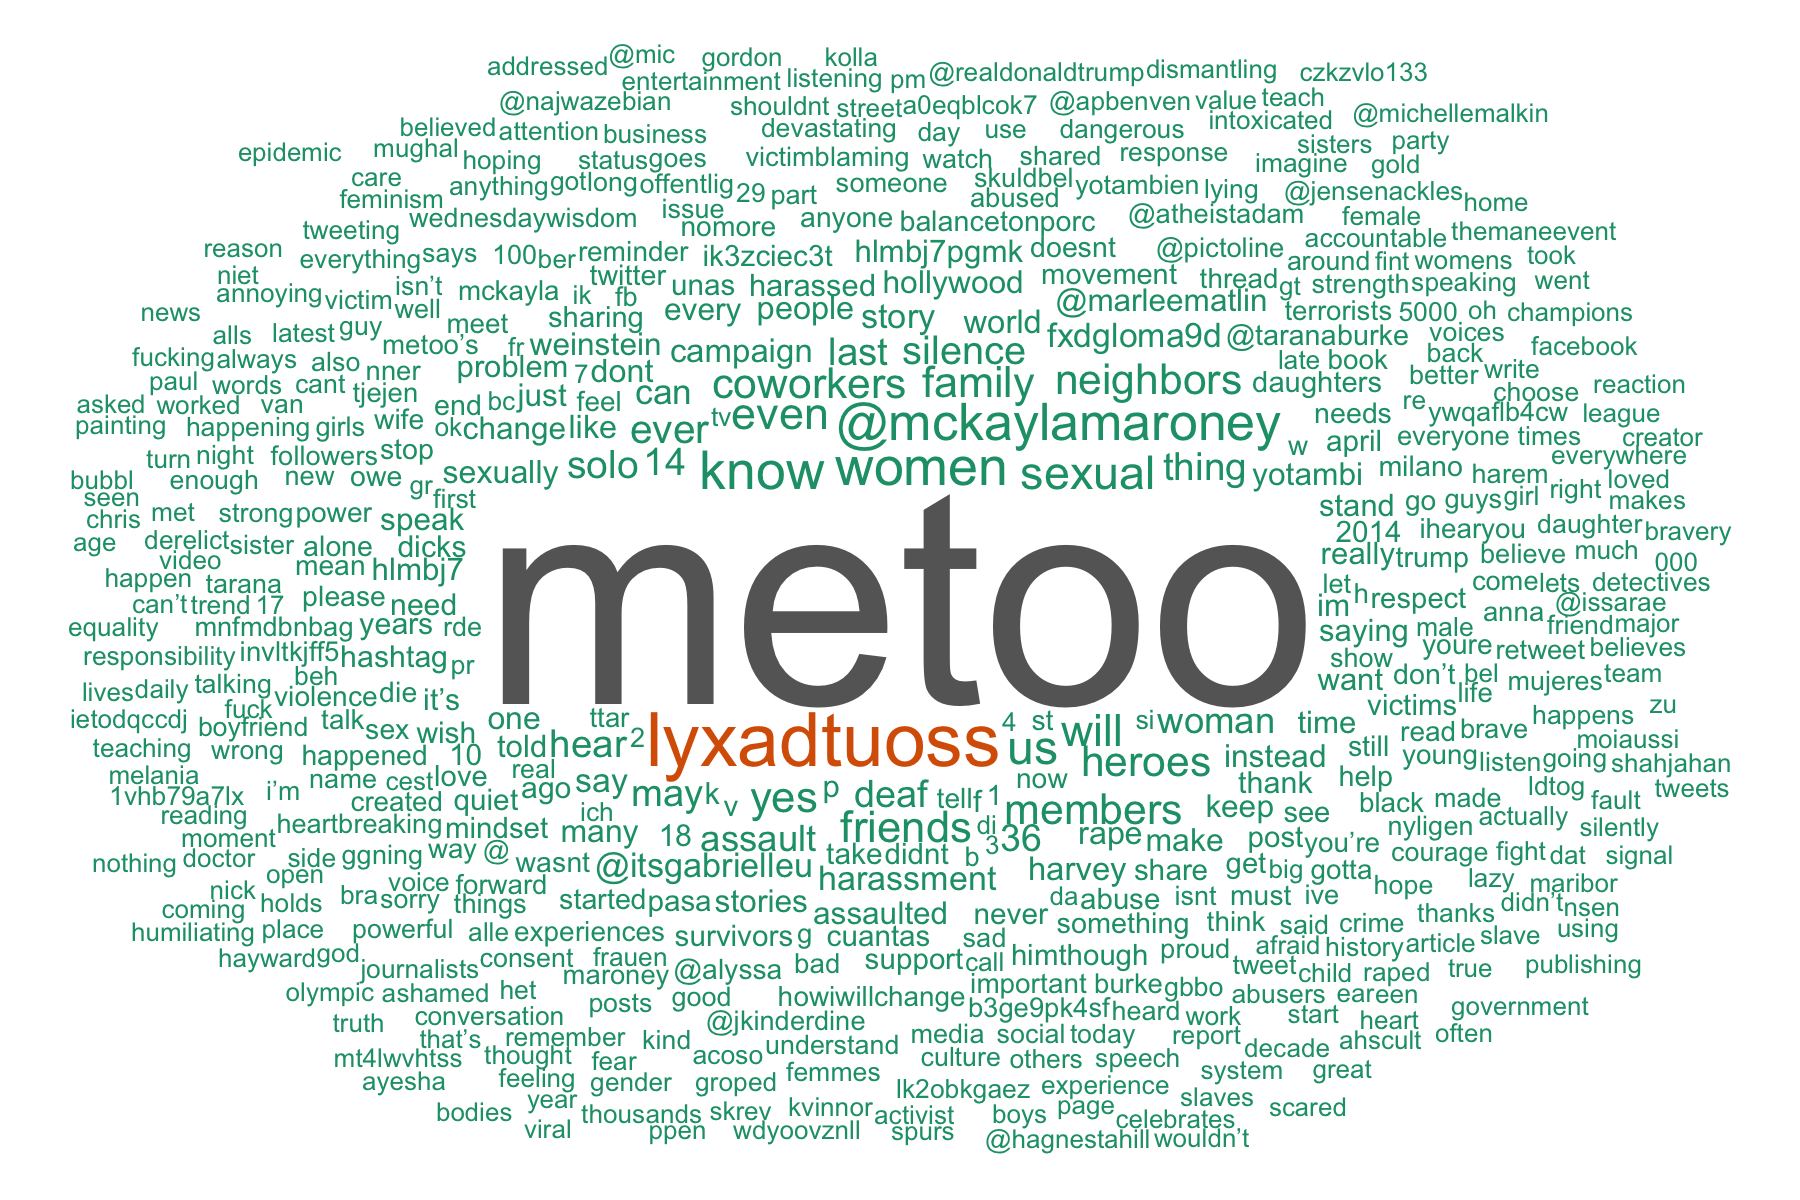 @mic gordon kolla
addressed entertainment listening pm @realdonaldtrump dismantling czkzvlo133
@najwazebian shouldnt street a0eqblcok7 @apbenven value teach
believed attention business devastating day use dangerous intoxicated @michellemalkin
epidemic mughal hoping statusgoes victimblaming watch shared response sisters party
imagine gold
care anything gotlong offentlig 29 part someone skuldbel yotambien lying @jensenackles
feminism abused home
tweeting wednesdaywisdom issue nomore anyone balancetonporc @atheistadam female
reason everything says 100 ber reminder ik3zciec3t hlmbj7pgmk doesnt @pictoline accountable themaneevent
niet isn’t mckayla ik twitter unas harassed hollywood movement thread gt around fint womens took
annoying victim well fb strength speaking went
news meet sharing every people story world @marleematlin terrorists 5000 oh champions
alls latest guy metoo’s fr weinstein campaign last silence fxdgloma9d @taranaburke voices
fucking always also nner problem 7 dont late book back facebook
paul words cant tjejen just feel can coworkers family neighbors daughters better write
asked worked van end bc tv even @mckaylamaroney needs re choose reaction
painting happening girls wife ok change like ever w april ywqaflb4cw league
turn night followers stop everyone times creator
bubbl enough new owe gr sexually solo 14 know women sexual thing yotambi milano harem everywhere
seen first stand go guys girl right loved
chris met strong power speak 2014 ihearyou daughter makes
age derelict sister alone dicks metoo really trump believe much bravery
video mean hlmbj7 000
happen tarana let h come lets detectives
can’t trend 17 please need im respect anna @issarae
equality mnfmdbnbag years rde saying male friend major
responsibility invltkjff5 hashtag pr show youre retweet believes
beh want don’t bel
lives daily talking violence die it’s life mujeres team
ietodqccdj fuck boyfriend talk sex wish one ttar lyxadtuoss 4 st will si woman time victims happens zu
teaching wrong happened 10 told hear 2 us read brave moiaussi
melania name cest love real heroes instead still young listen going shahjahan
1vhb79a7lx i’m created quiet ago say may k v yes p deaf tell f 1 now thank help ldtog tweets
reading ich members keep see black made fault
moment heartbreaking mindset many 18 assault friends di 3 36 rape make post you’re nyligen actually silently
nothing doctor side ggning way @ wasnt @itsgabrielleu take didnt b courage fight dat signal
nick open voice forward harassment harvey share get big gotta hope lazy maribor
coming holds bra sorry things started pasa stories da abuse isnt must ive didn’t nsen
humiliating place powerful alle experiences survivors g assaulted cuantas never sad something think said crime thanks slave using
hayward god journalists consent frauen maroney @alyssa bad support call him though proud afraid history article
tweet child raped true publishing
olympic ashamed het posts good howiwillchange important burke gbbo abusers eareen
truth conversation @jkinderdine b3ge9pk4sf heard work start heart government
that’s remember kind media social today report ahscult often
mt4lwvhtss thought fear acoso understand culture others speech decade
ayesha feeling gender groped femmes lk2obkgaez experience system great
bodies year thousands skrev kvinnor activist boys page slaves scared
viral ppen wdyoovznll spurs @hagnestahill celebrates wouldn’t